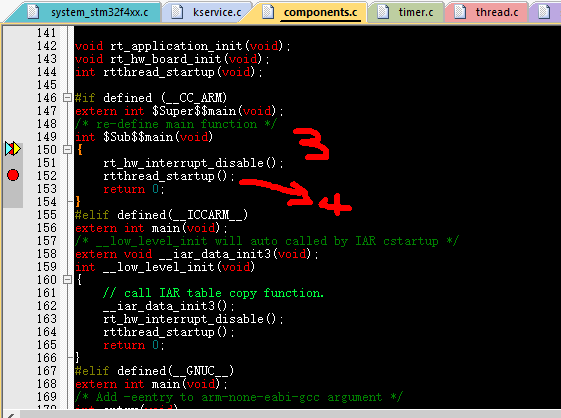 system_stm32f4xx.c kservice.c components.c timer.c thread.c
141
142 void rt_application_init(void);
143 void rt_hw_board_init(void);
144 int rtthread_startup(void);
145
146 #if defined (__CC_ARM)
147 extern int $Super$$main(void);
148 /* re-define main function */
149 int $Sub$$main(void)
3
150 {
151 rt_hw_interrupt_disable();
152 rtthread_startup();
153 return 0;
4
154 }
155 #elif defined(__ICCARM__)
156 extern int main(void);
157 /* __low_level_init will auto called by IAR cstartup */
158 extern void __iar_data_init3(void);
159 int __low_level_init(void)
160 {
161 // call IAR table copy function.
162 __iar_data_init3();
163 rt_hw_interrupt_disable();
164 rtthread_startup();
165 return 0;
166 }
167 #elif defined(__GNUC__)
168 extern int main(void);
169 /* Add -eentry to arm-none-eabi-gcc argument */